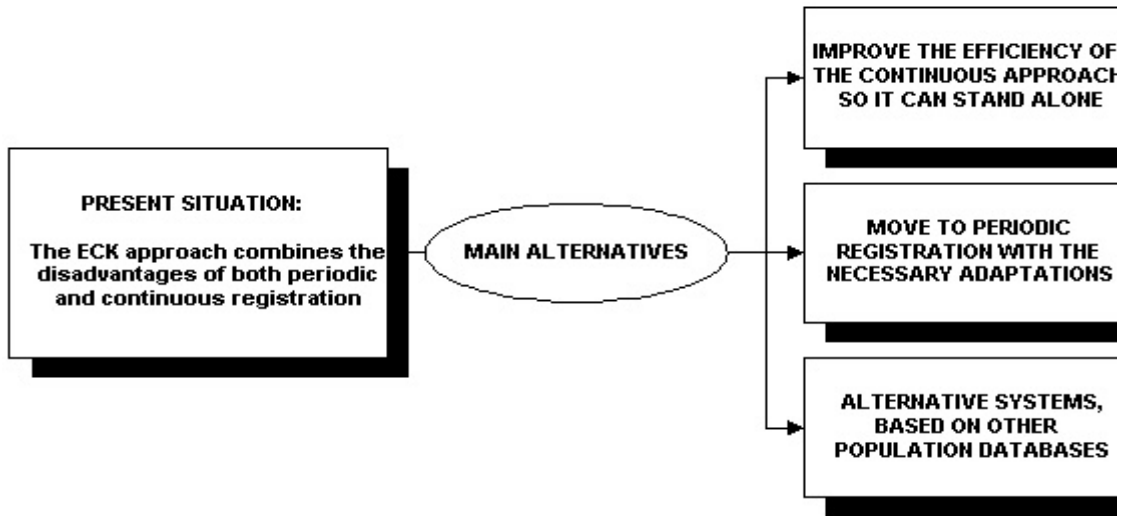 PRESENT SITUATION:
The ECK approach combines the
disadvantages of both periodic
and continuous registration
MAIN ALTERNATIVES
IMPROVE THE EFFICIENCY OF
THE CONTINUOUS APPROACH
SO IT CAN STAND ALONE
MOVE TO PERIODIC
REGISTRATION WITH THE
NECESSARY ADAPTATIONS
ALTERNATIVE SYSTEMS,
BASED ON OTHER
POPULATION DATABASES